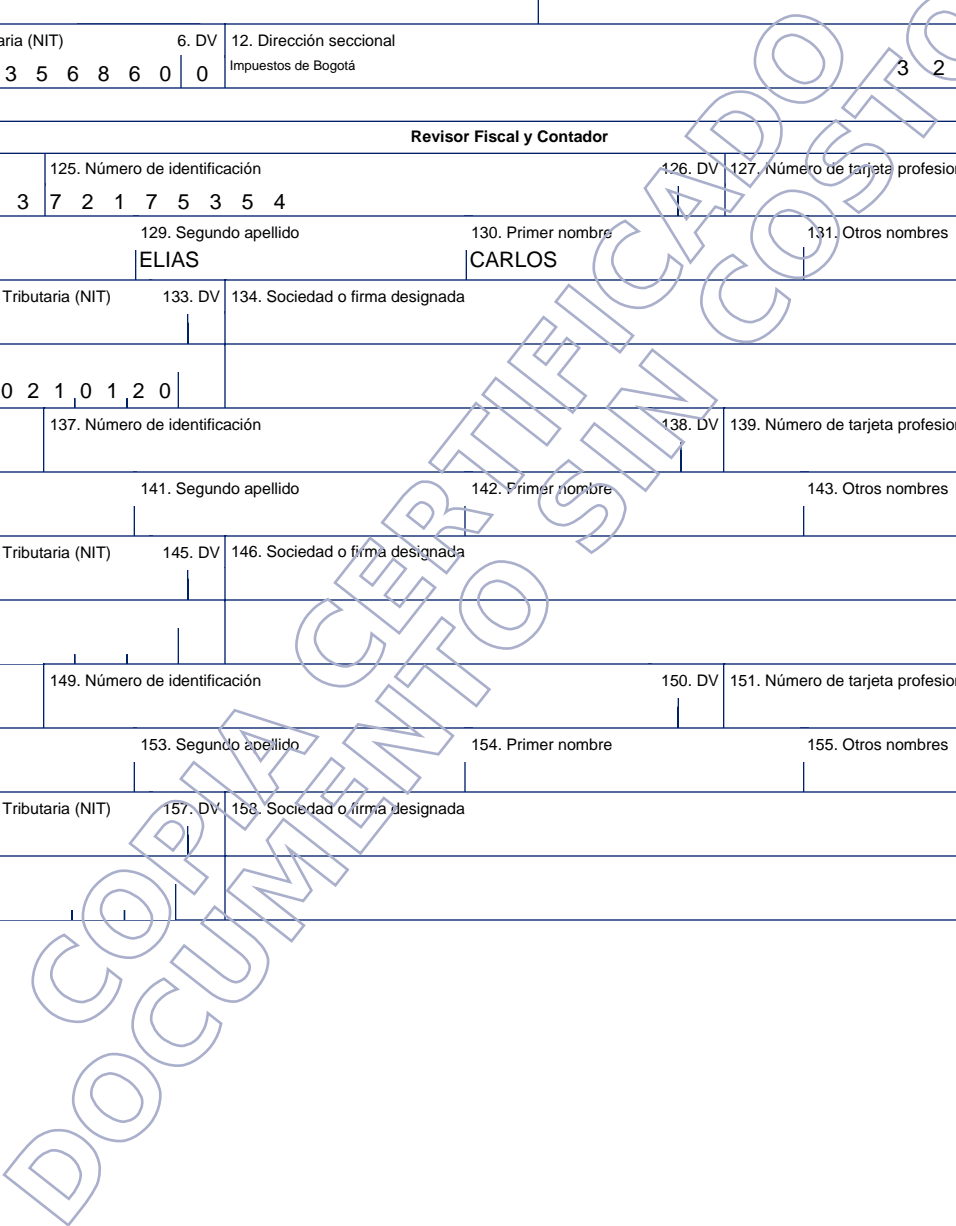 aria (NIT) 6. DV 12. Dirección seccional
3 5 6 8 6 0 0 Impuestos de Bogotá 3 2
Revisor Fiscal y Contador
125. Número de identificación 126. DV 127. Número de tarjeta profesion
3 7 2 1 7 5 3 5 4
129. Segundo apellido 130. Primer nombre 131. Otros nombres
ELIAS CARLOS
Tributaria (NIT) 133. DV 134. Sociedad o firma designada
0 2 1 0 1 2 0
137. Número de identificación 138. DV 139. Número de tarjeta profesion
141. Segundo apellido 142. Primer nombre 143. Otros nombres
Tributaria (NIT) 145. DV 146. Sociedad o firma designada
149. Número de identificación 150. DV 151. Número de tarjeta profesion
153. Segundo apellido 154. Primer nombre 155. Otros nombres
Tributaria (NIT) 157. DV 158. Sociedad o firma designada
COPIA CERTIFICADO
DOCUMENTO SIN COSTO